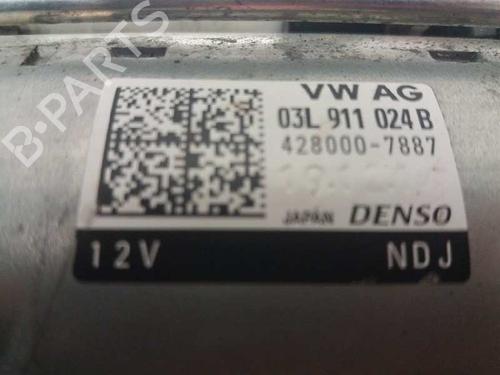 B-Parts
VW AG
03L 911 024 B
428000-7887
JAPAN DENSO
12V NDJ